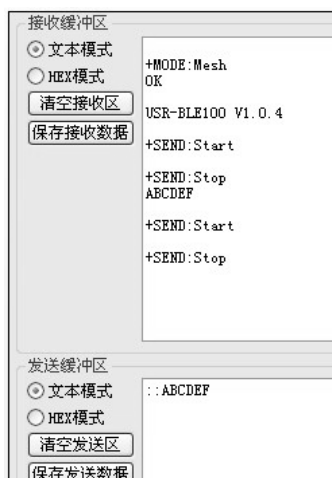 接收缓冲区
文本模式
HEX模式
清空接收区
保存接收数据
+MODE:Mesh
OK
USR-BLE100 V1.0.4
+SEND:Start
+SEND:Stop
ABCDEF
+SEND:Start
+SEND:Stop
发送缓冲区
文本模式
HEX模式
清空发送区
保存发送数据
::ABCDEF